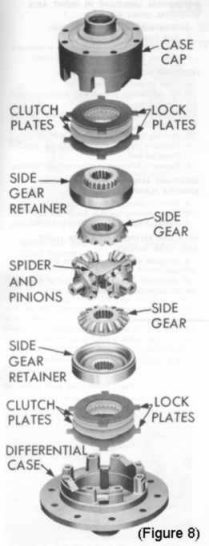 CASE
CAP
CLUTCH
PLATES
LOCK
PLATES
SIDE
GEAR
RETAINER
SIDE
GEAR
SPIDER
AND
PINIONS
SIDE
GEAR
SIDE
GEAR
RETAINER
CLUTCH
PLATES
LOCK
PLATES
DIFFERENTIAL
CASE
(Figure 8)